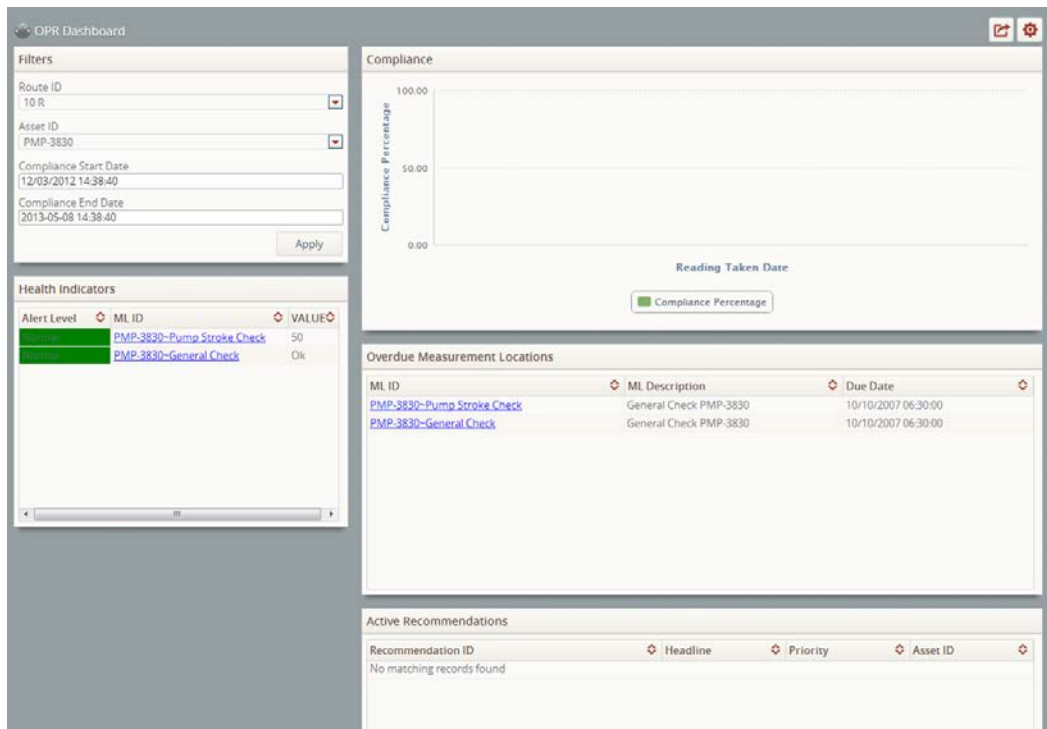 OPR Dashboard
Filters
Route ID
10 R
Asset ID
PMP-3830
Compliance Start Date
12/03/2012 14:38:40
Compliance End Date
2013-05-08 14:38:40
Apply
Health Indicators
Alert Level ML ID VALUE
Normal PMP-3830~Pump Stroke Check 50
Normal PMP-3830~General Check Ok
Compliance
Compliance Percentage
100.00
50.00
0.00
Reading Taken Date
Compliance Percentage
Overdue Measurement Locations
ML ID ML Description Due Date
PMP-3830~Pump Stroke Check General Check PMP-3830 10/10/2007 06:30:00
PMP-3830~General Check General Check PMP-3830 10/10/2007 06:30:00
Active Recommendations
Recommendation ID Headline Priority Asset ID
No matching records found